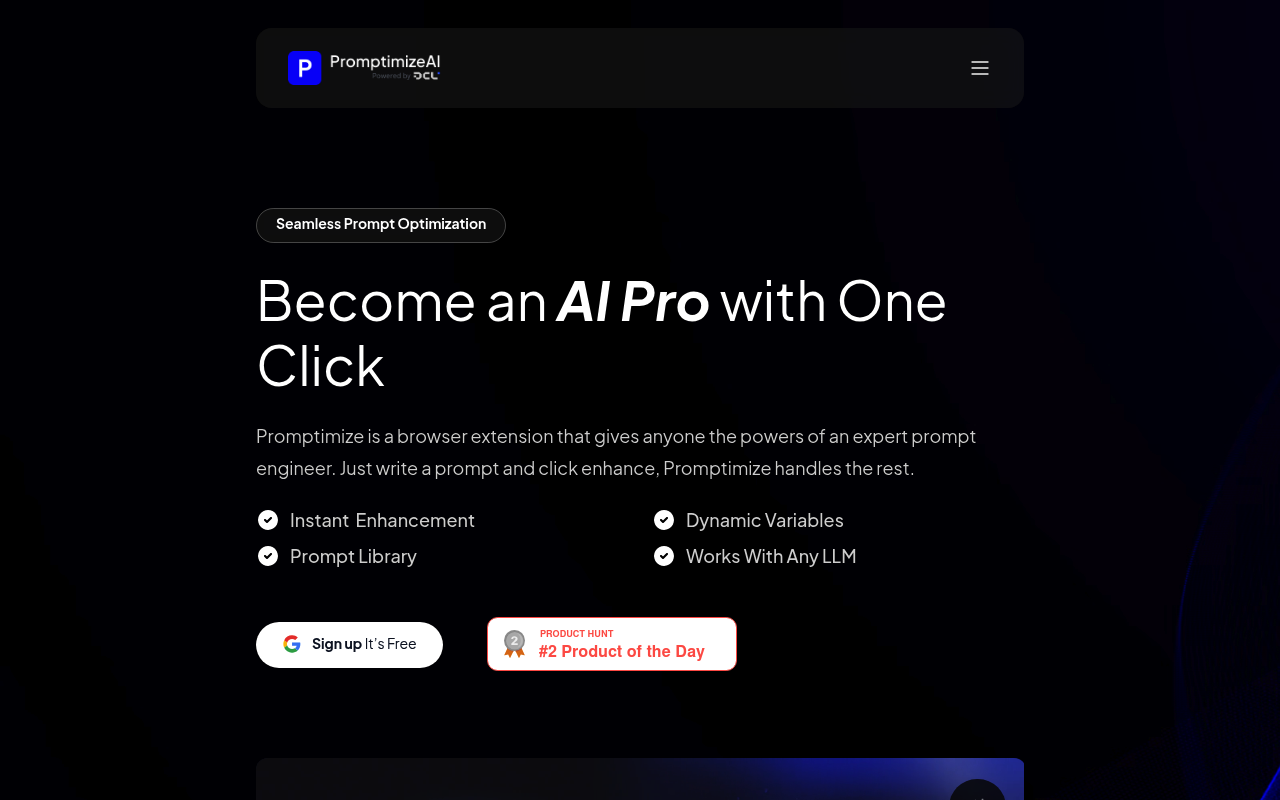 P PromptimizeAI
Powered by DCL
Seamless Prompt Optimization
Become an AI Pro with One
Click
Promptimize is a browser extension that gives anyone the powers of an expert prompt
engineer. Just write a prompt and click enhance, Promptimize handles the rest.
Instant Enhancement
Dynamic Variables
Prompt Library
Works With Any LLM
Sign up It's Free
2
PRODUCT HUNT
#2 Product of the Day